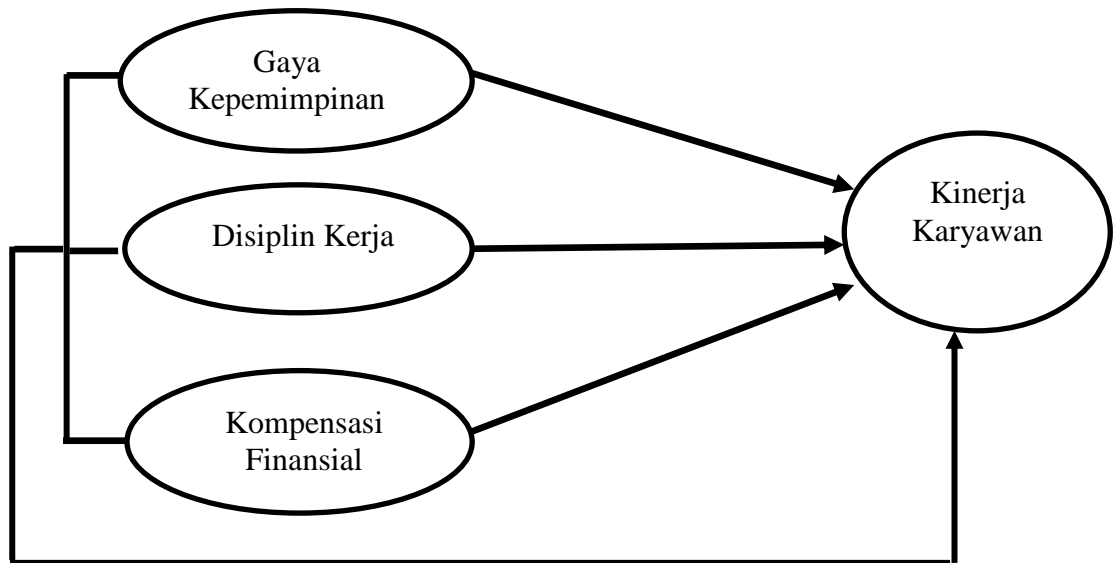 Gaya
Kepemimpinan
Disiplin Kerja
Kinerja
Karyawan
Kompensasi
Finansial